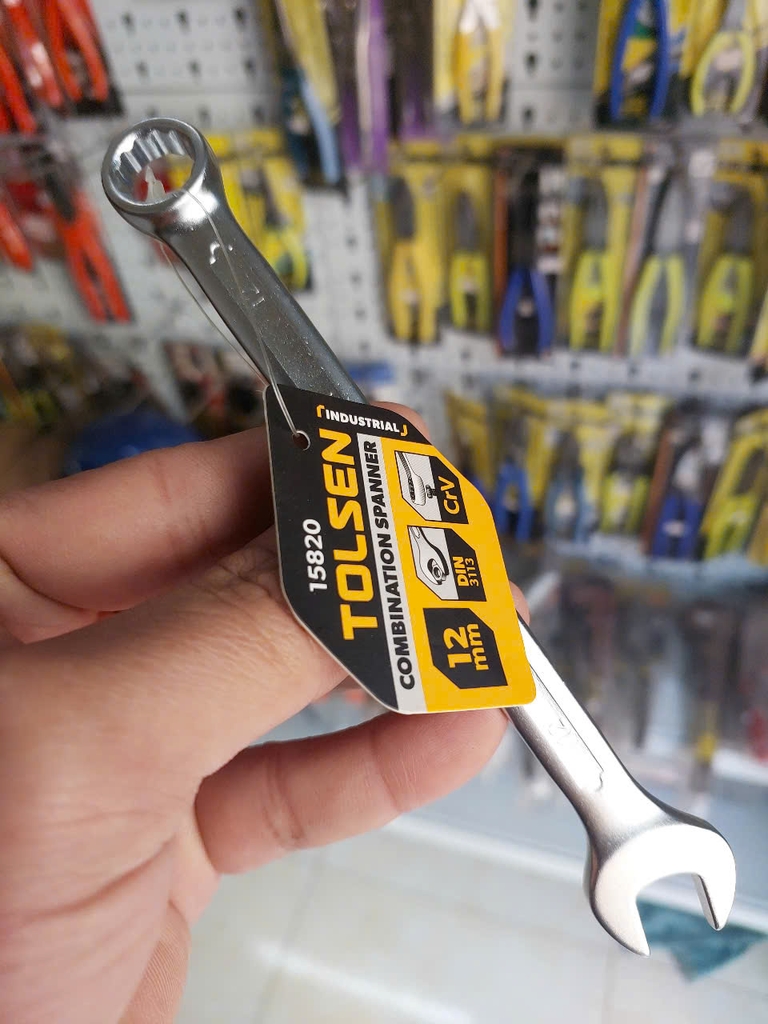 INDUSTRIAL
15820
TOLSEN
COMBINATION SPANNER
CrV
DIN
3113
12
mm